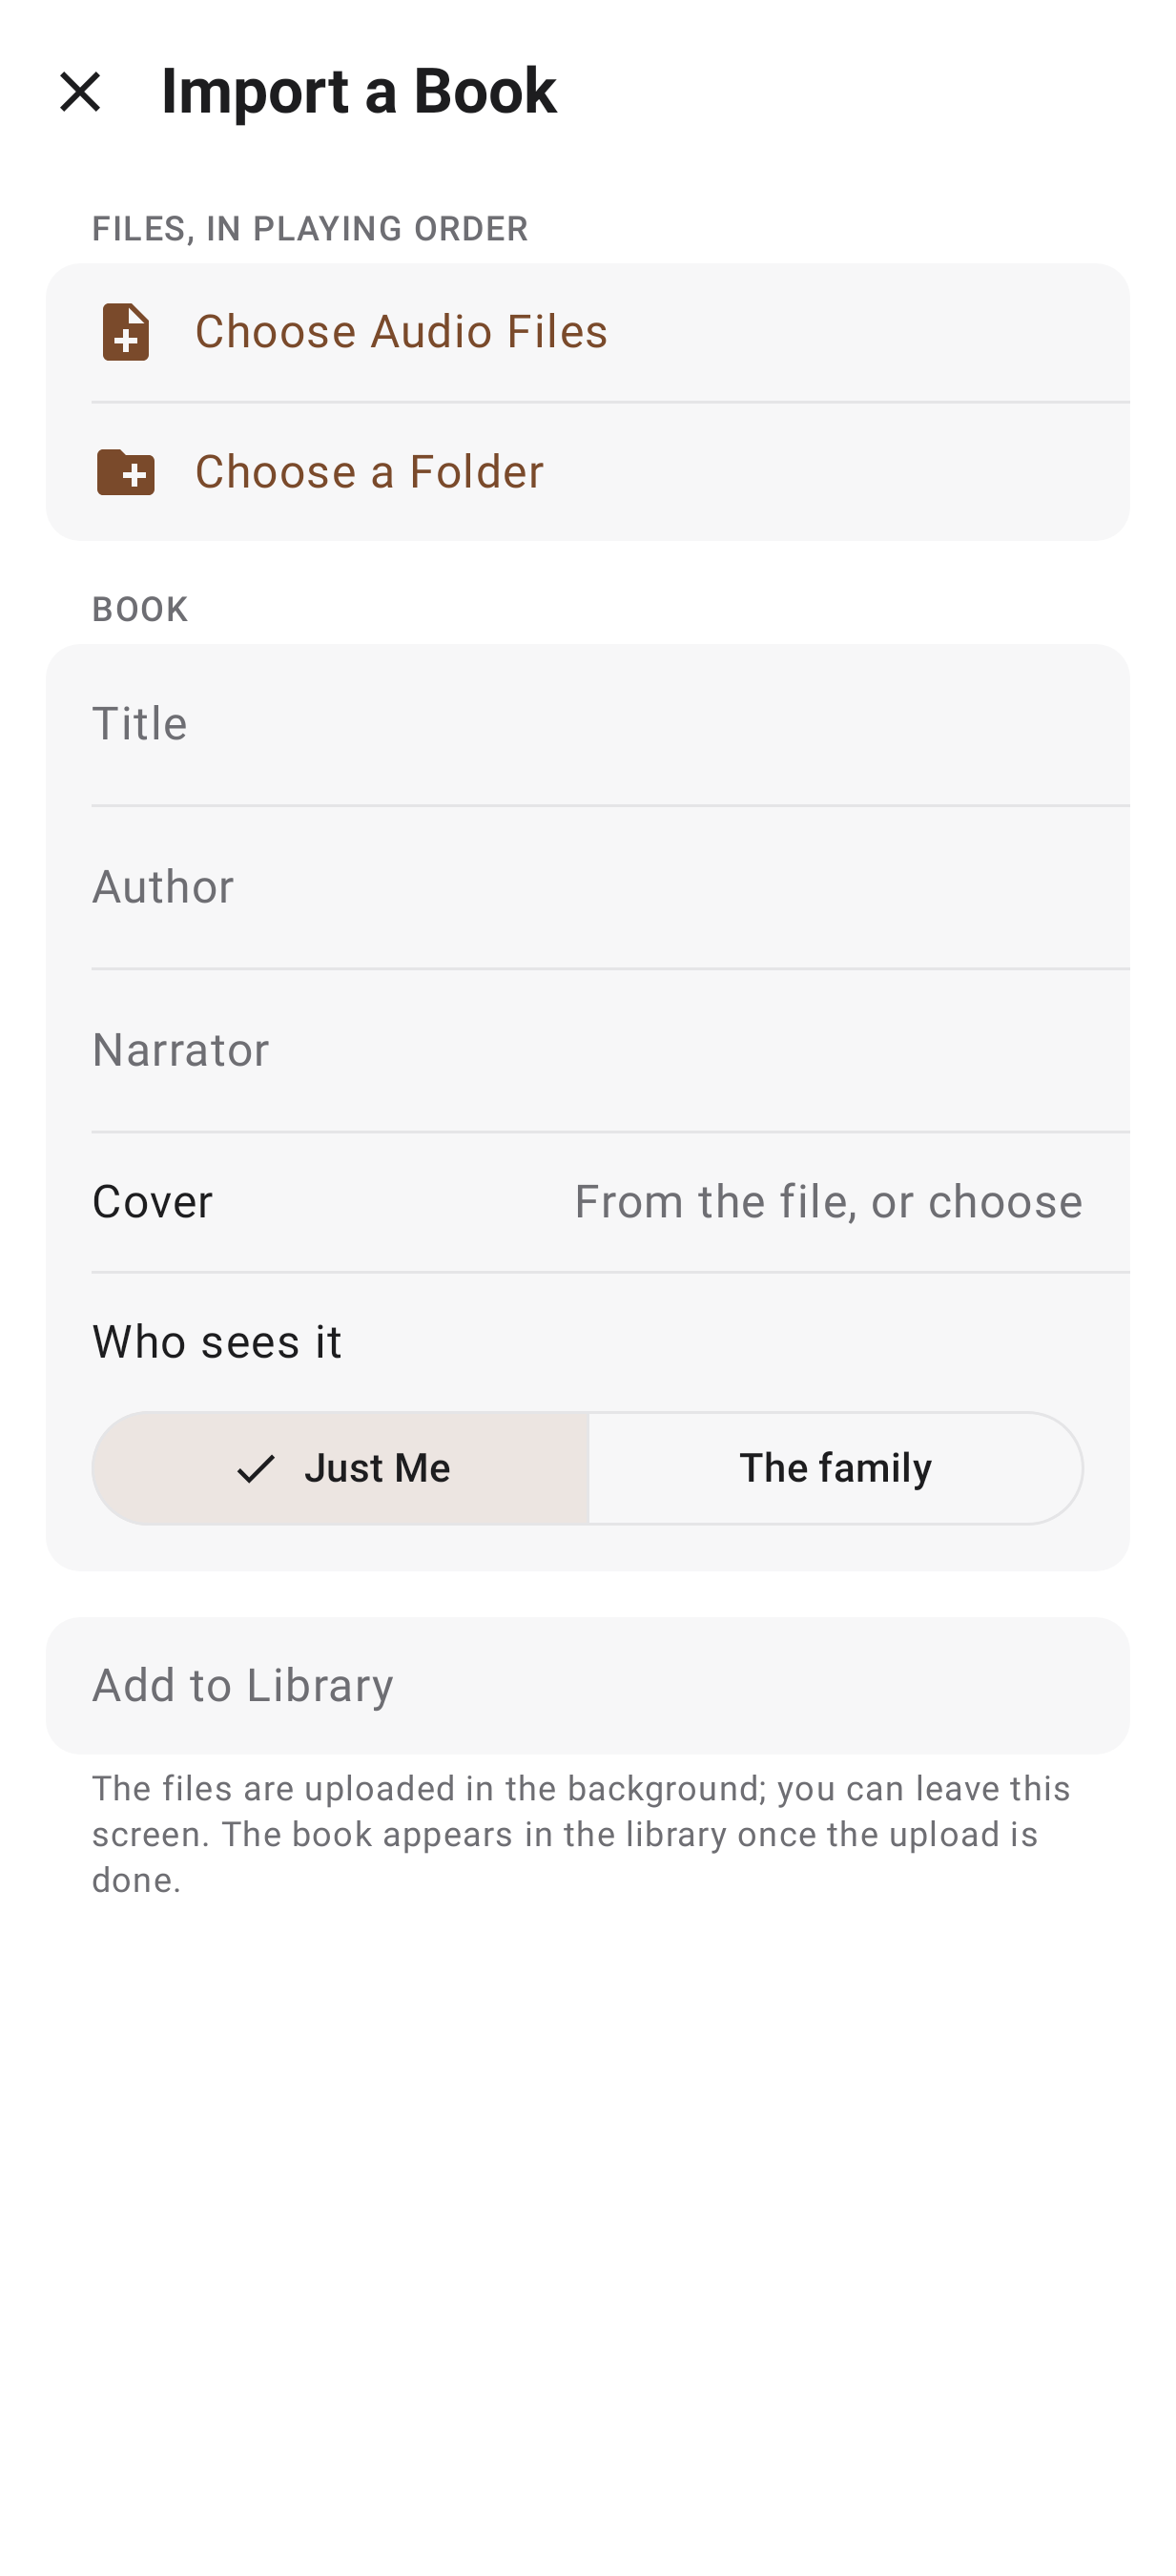 Import a Book
FILES, IN PLAYING ORDER
Choose Audio Files
Choose a Folder
BOOK
Title
Author
Narrator
Cover
From the file, or choose
Who sees it
Just Me
The family
Add to Library
The files are uploaded in the background; you can leave this
screen. The book appears in the library once the upload is
done.